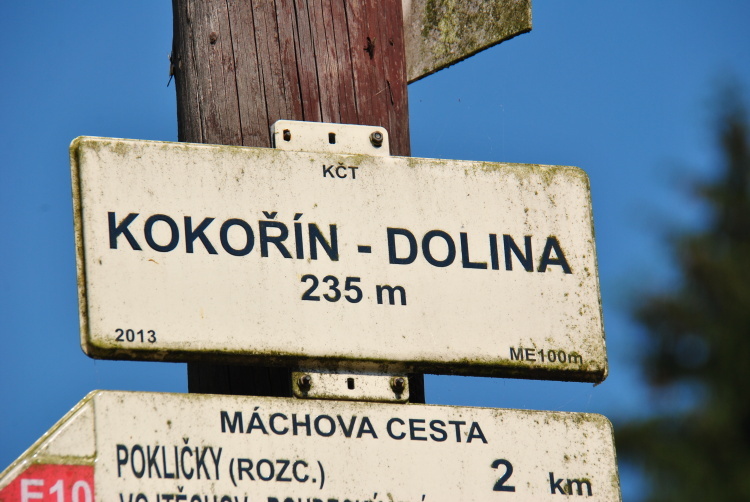 KČT
KOKOŘÍN - DOLINA
235 m
2013 ME100m
MÁCHOVA CESTA
POKLIČKY (ROZC.) 2 km
E10